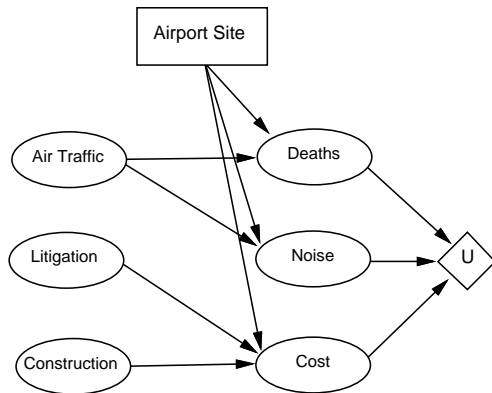 Airport Site
Air Traffic
Deaths
Litigation
Noise
U
Construction
Cost